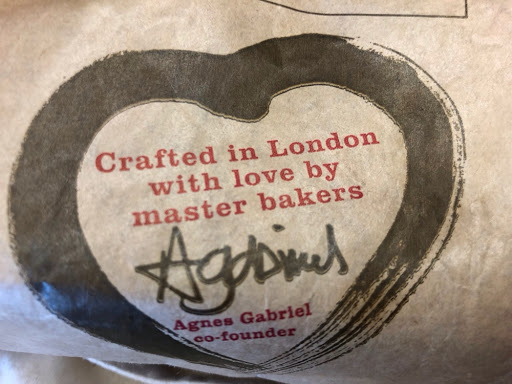 Crafted in London
with love by
master bakers
Agnes Gabriel
co-founder